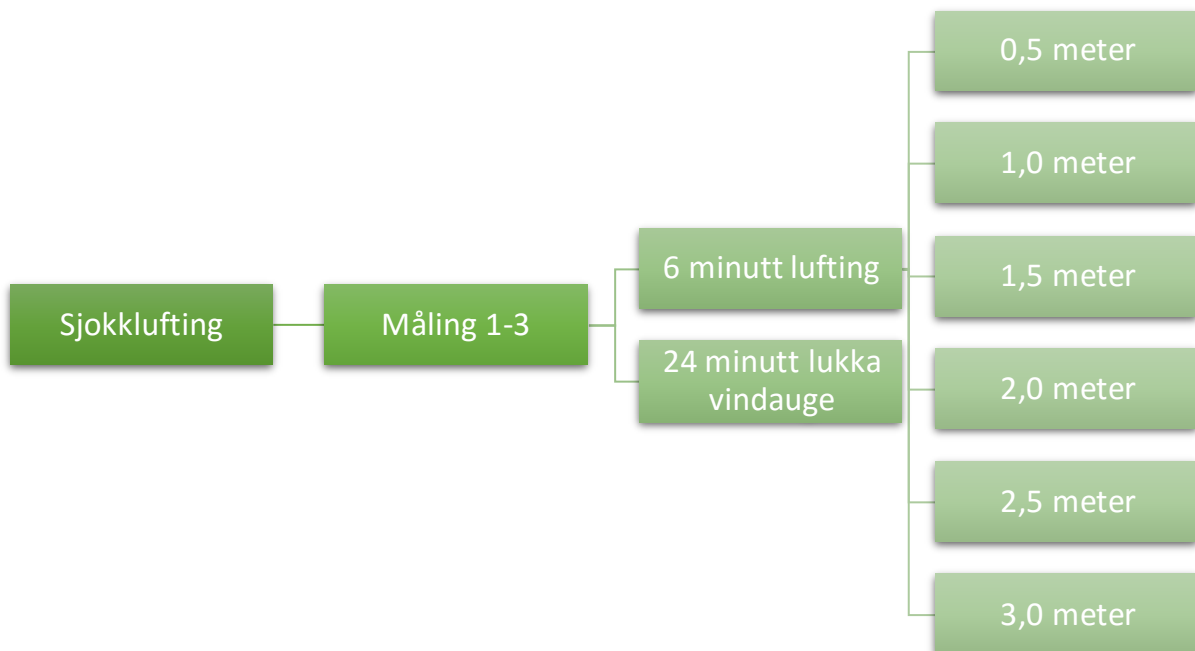 Sjokklufting
Måling 1-3
6 minutt lufting
24 minutt lukka
vindauge
0,5 meter
1,0 meter
1,5 meter
2,0 meter
2,5 meter
3,0 meter